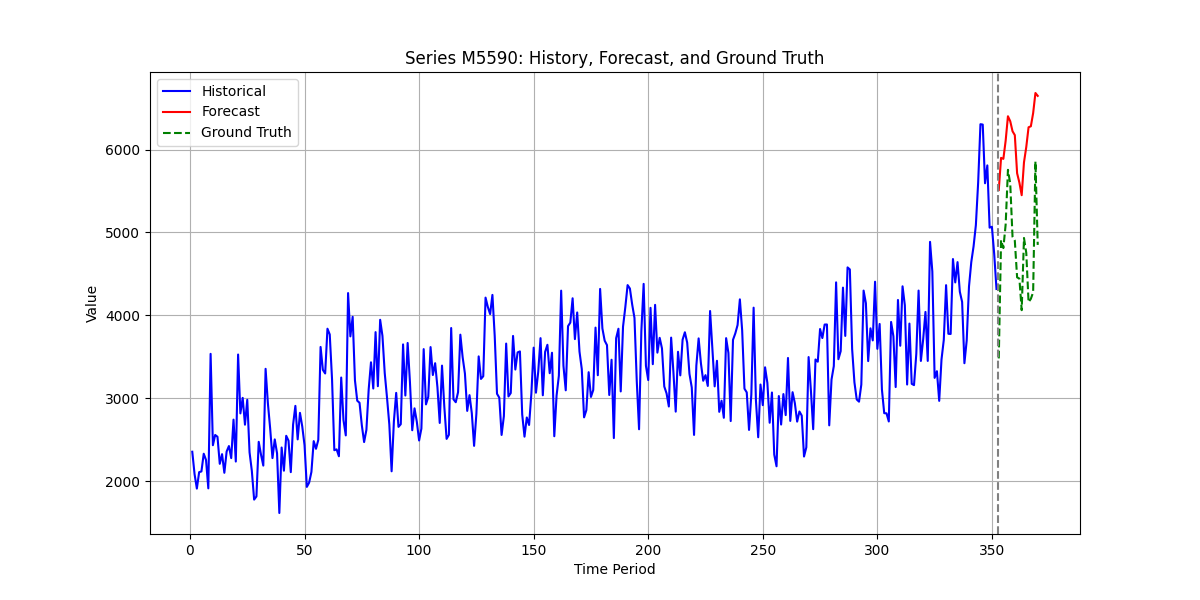 Series M5590: History, Forecast, and Ground Truth
Historical
Forecast
Ground Truth
6000
5000
4000
3000
2000
Value
0 50 100 150 200 250 300 350
Time Period